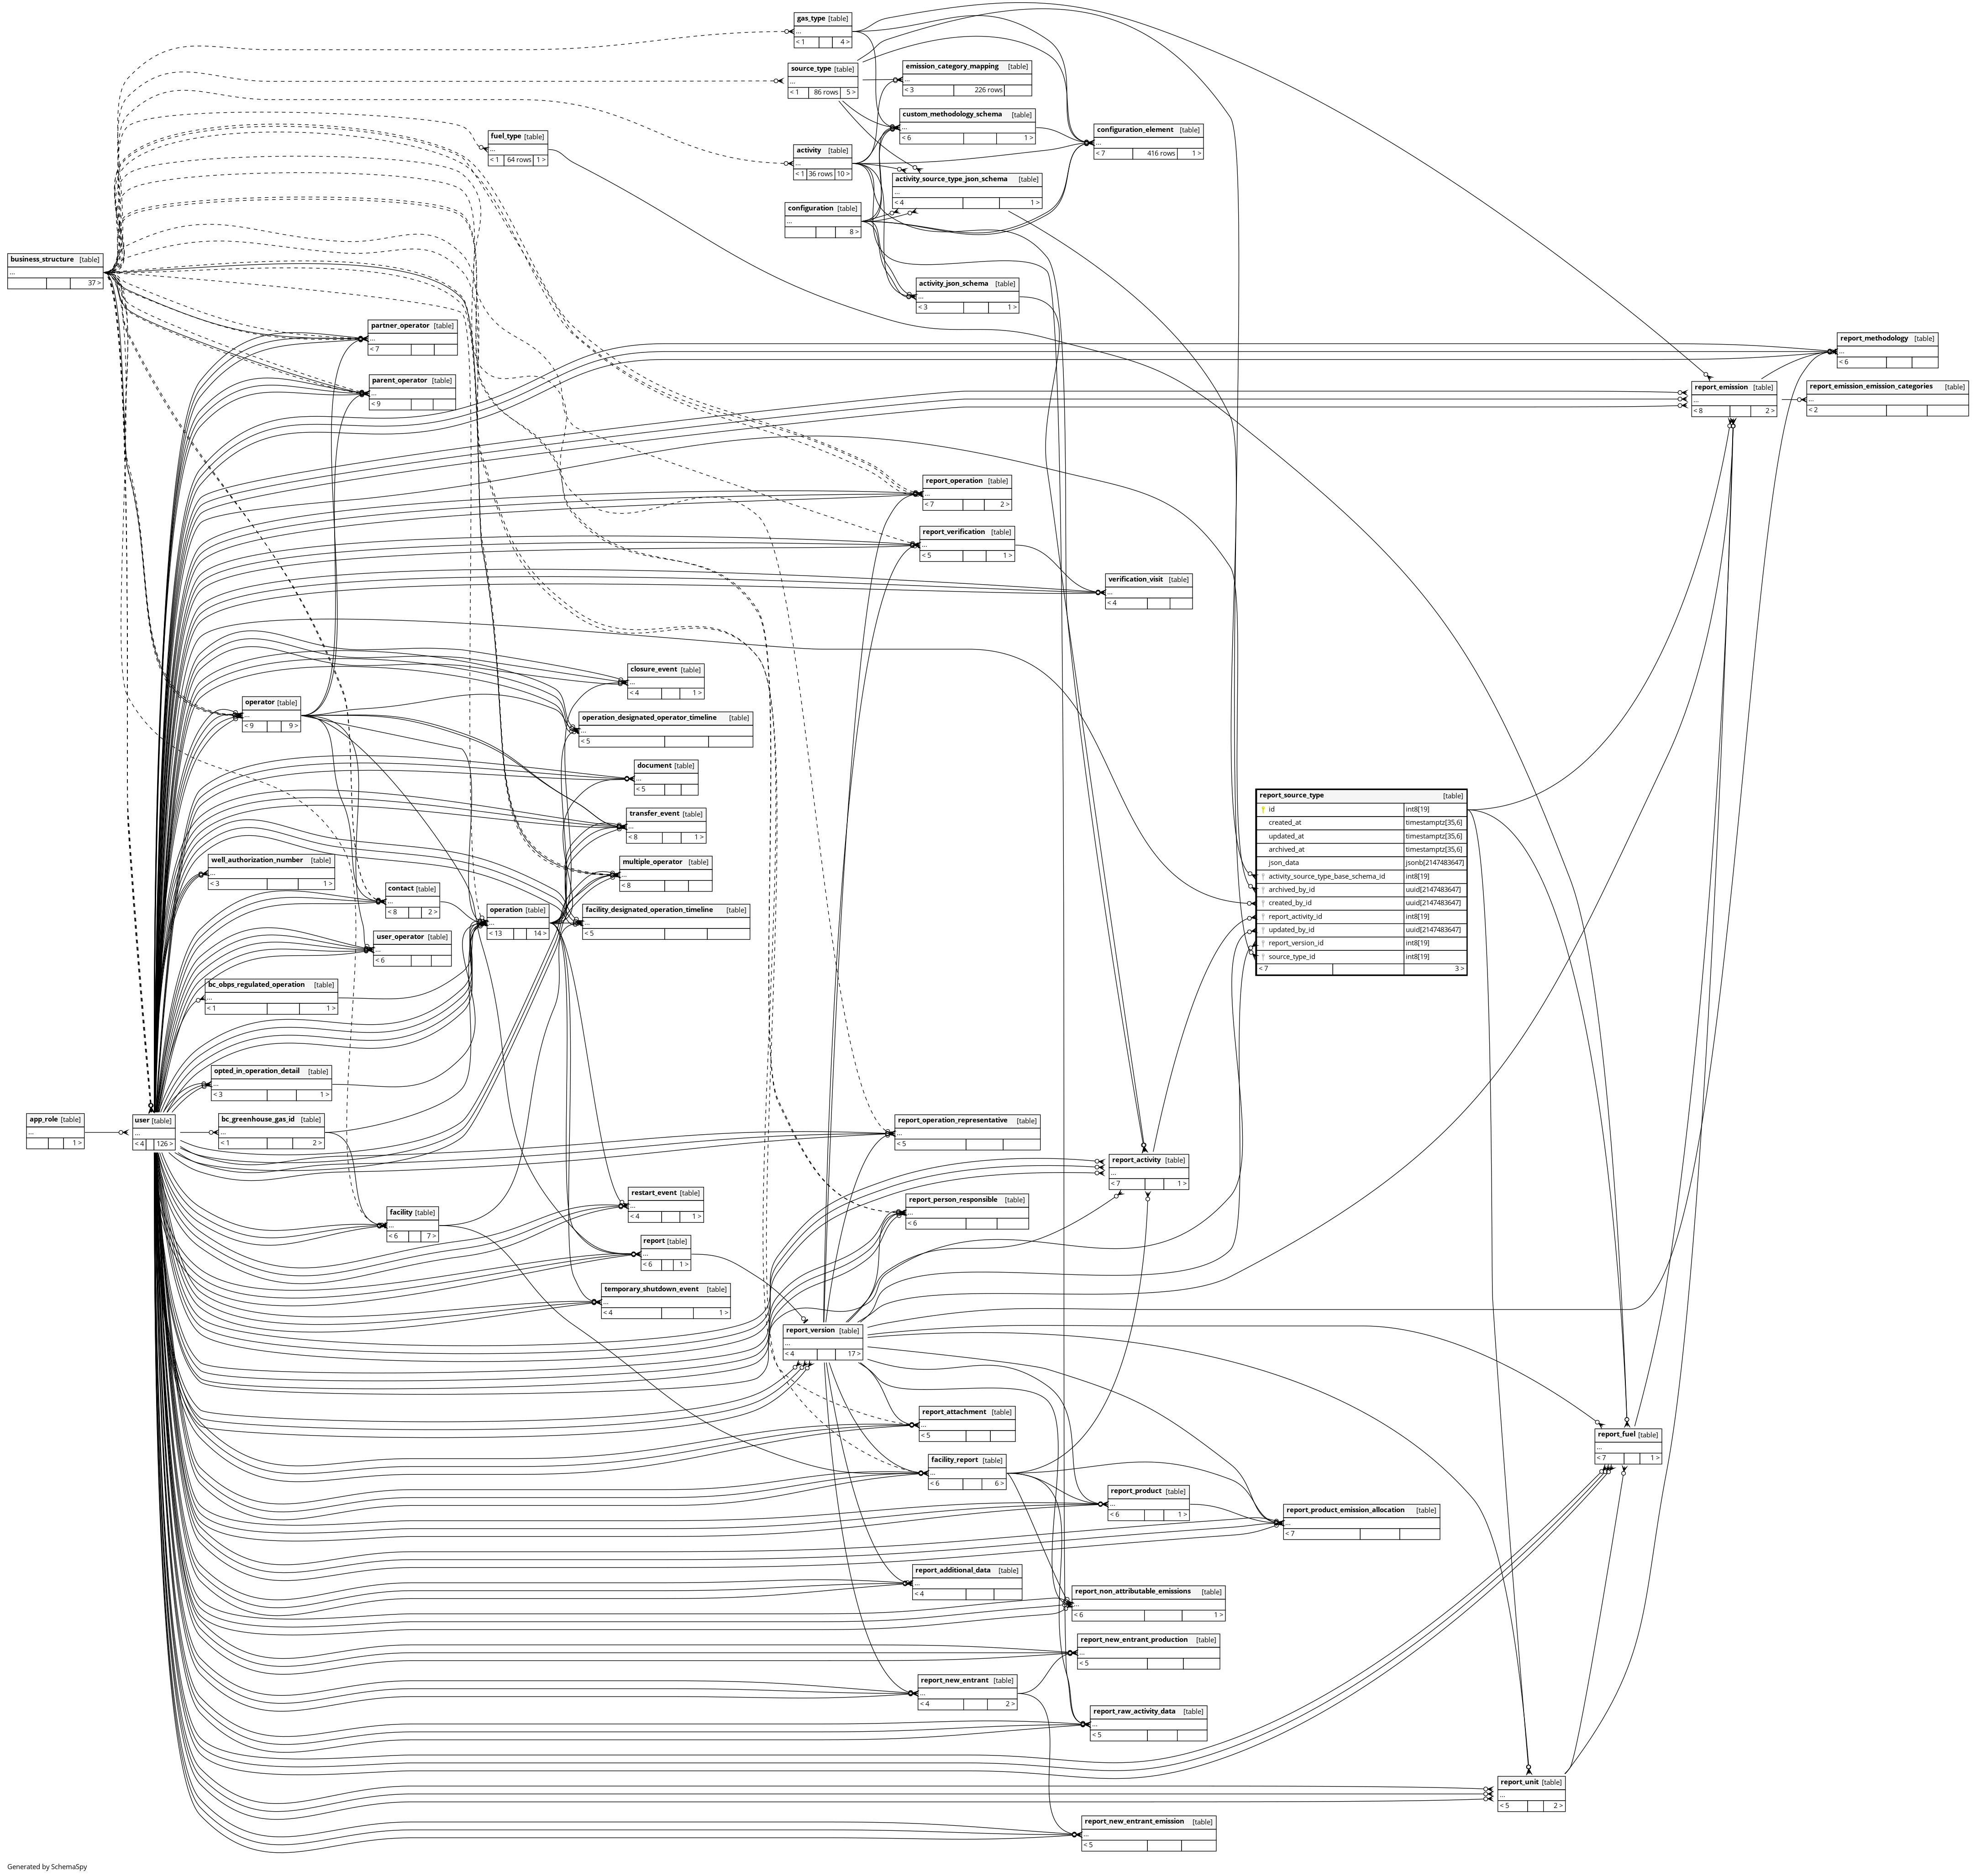 gas_type [table]
...
< 1 4 >
source_type [table]
...
< 1 86 rows 5 >
emission_category_mapping [table]
...
< 3 226 rows
custom_methodology_schema [table]
...
< 6 1 >
configuration_element [table]
...
< 7 416 rows 1 >
fuel_type [table]
...
< 1 64 rows 1 >
activity [table]
...
< 1 36 rows 10 >
activity_source_type_json_schema [table]
...
< 4 1 >
configuration [table]
...
8 >
business_structure [table]
...
37 >
activity_json_schema [table]
...
< 3 1 >
partner_operator [table]
...
< 7
report_methodology [table]
...
< 6
parent_operator [table]
...
< 9
report_emission [table]
...
< 8 2 >
report_emission_emission_categories [table]
...
< 2
report_operation [table]
...
< 7 2 >
report_verification [table]
...
< 5 1 >
verification_visit [table]
...
< 4
closure_event [table]
...
< 4 1 >
operator [table]
...
< 9 9 >
operation_designated_operator_timeline [table]
...
< 5
document [table]
...
< 5
transfer_event [table]
...
< 8 1 >
report_source_type [table]
id int8[19]
created_at timestamptz[35,6]
updated_at timestamptz[35,6]
archived_at timestamptz[35,6]
json_data jsonb[2147483647]
activity_source_type_base_schema_id int8[19]
archived_by_id uuid[2147483647]
created_by_id uuid[2147483647]
report_activity_id int8[19]
updated_by_id uuid[2147483647]
report_version_id int8[19]
source_type_id int8[19]
< 7 3 >
well_authorization_number [table]
...
< 3 1 >
multiple_operator [table]
...
< 8
contact [table]
...
< 8 2 >
operation [table]
...
< 13 14 >
facility_designated_operation_timeline [table]
...
< 5
user_operator [table]
...
< 6
bc_obps_regulated_operation [table]
...
< 1 1 >
opted_in_operation_detail [table]
...
< 3 1 >
app_role [table]
...
1 >
user [table]
...
< 4 126 >
bc_greenhouse_gas_id [table]
...
< 1 2 >
report_operation_representative [table]
...
< 5
report_activity [table]
...
< 7 1 >
restart_event [table]
...
< 4 1 >
report_person_responsible [table]
...
< 6
facility [table]
...
< 6 7 >
report [table]
...
< 6 1 >
temporary_shutdown_event [table]
...
< 4 1 >
report_version [table]
...
< 4 17 >
report_attachment [table]
...
< 5
report_fuel [table]
...
< 7 1 >
facility_report [table]
...
< 6 6 >
report_product [table]
...
< 6 1 >
report_product_emission_allocation [table]
...
< 7
report_additional_data [table]
...
< 4
report_non_attributable_emissions [table]
...
< 6 1 >
report_new_entrant_production [table]
...
< 5
report_new_entrant [table]
...
< 4 2 >
report_raw_activity_data [table]
...
< 5
report_unit [table]
...
< 5 2 >
report_new_entrant_emission [table]
...
< 5
Generated by SchemaSpy